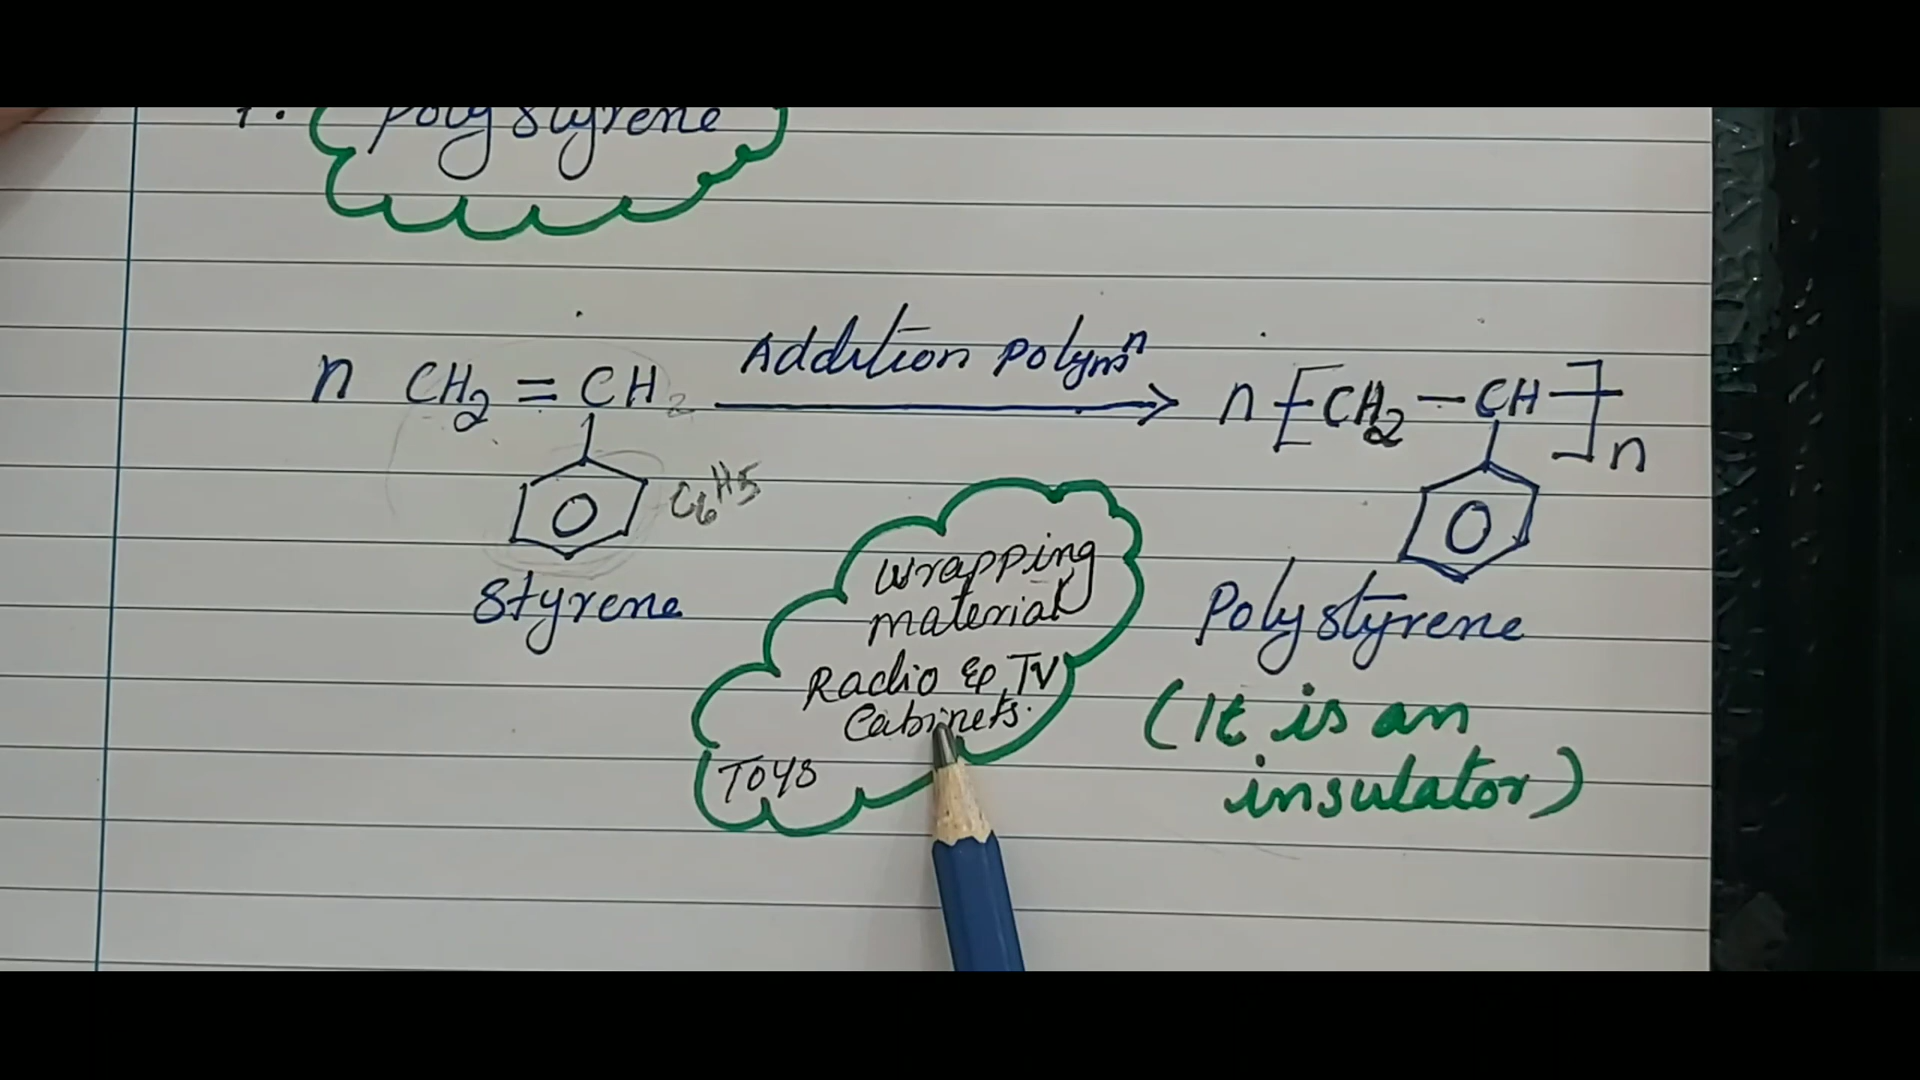 Polystyrene
n CH2 = CH2 Addition Polymn n [CH2 - CH]n
C6H5
Styrene
Polystyrene
(It is an insulator)
Wrapping
material
Radio & TV
Cabinets.
Toys